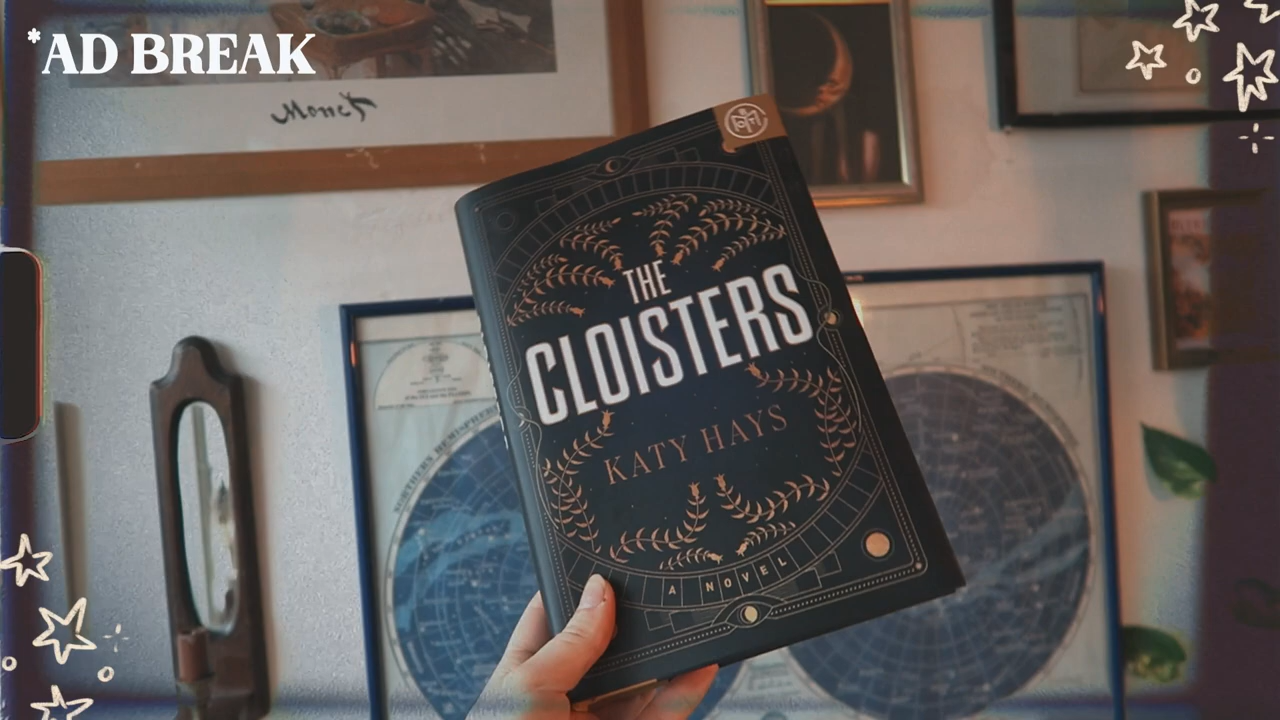 *AD BREAK
Monet
THE
CLOISTERS
KATY HAYS
A NOVEL